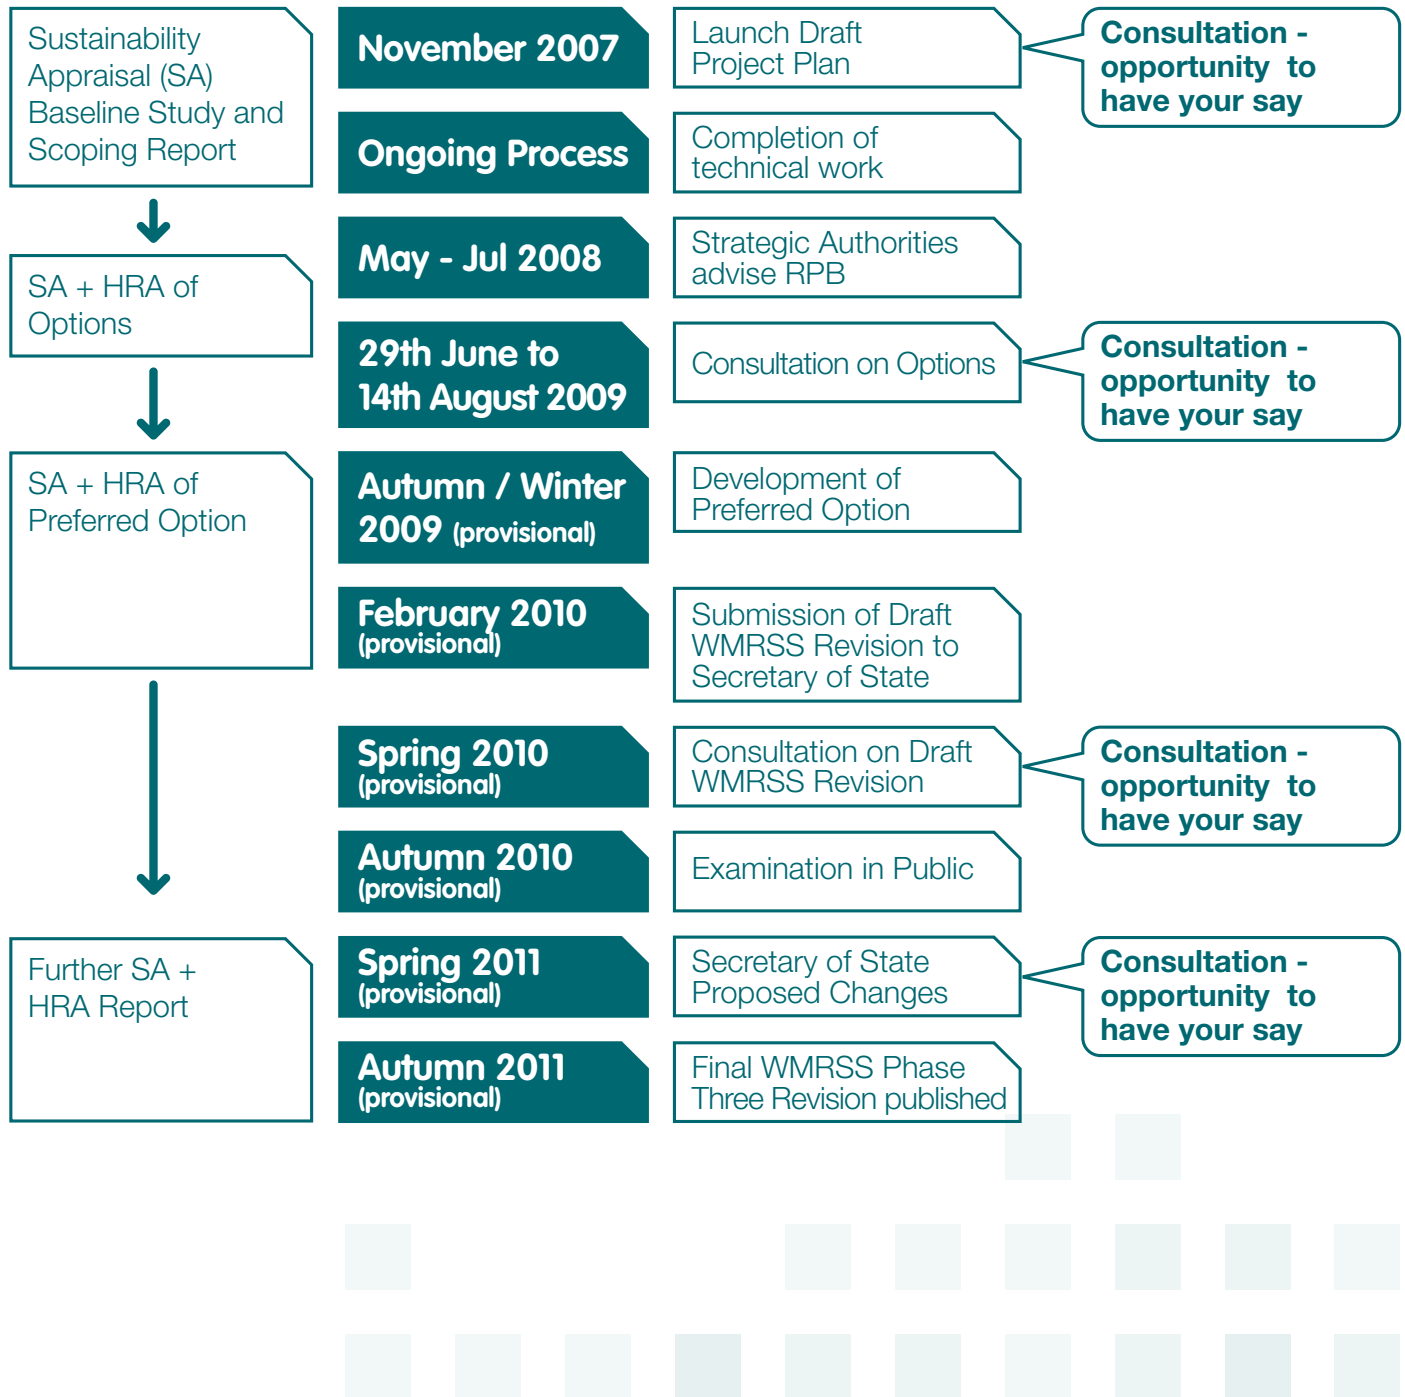 Sustainability
Appraisal (SA)
Baseline Study and
Scoping Report
SA + HRA of
Options
SA + HRA of
Preferred Option
Further SA +
HRA Report
November 2007
Launch Draft
Project Plan
Consultation -
opportunity to
have your say
Ongoing Process
Completion of
technical work
May - Jul 2008
Strategic Authorities
advise RPB
29th June to
14th August 2009
Consultation on Options
Consultation -
opportunity to
have your say
Autumn / Winter
2009 (provisional)
Development of
Preferred Option
February 2010
(provisional)
Submission of Draft
WMRSS Revision to
Secretary of State
Spring 2010
(provisional)
Consultation on Draft
WMRSS Revision
Consultation -
opportunity to
have your say
Autumn 2010
(provisional)
Examination in Public
Spring 2011
(provisional)
Secretary of State
Proposed Changes
Consultation -
opportunity to
have your say
Autumn 2011
(provisional)
Final WMRSS Phase
Three Revision published